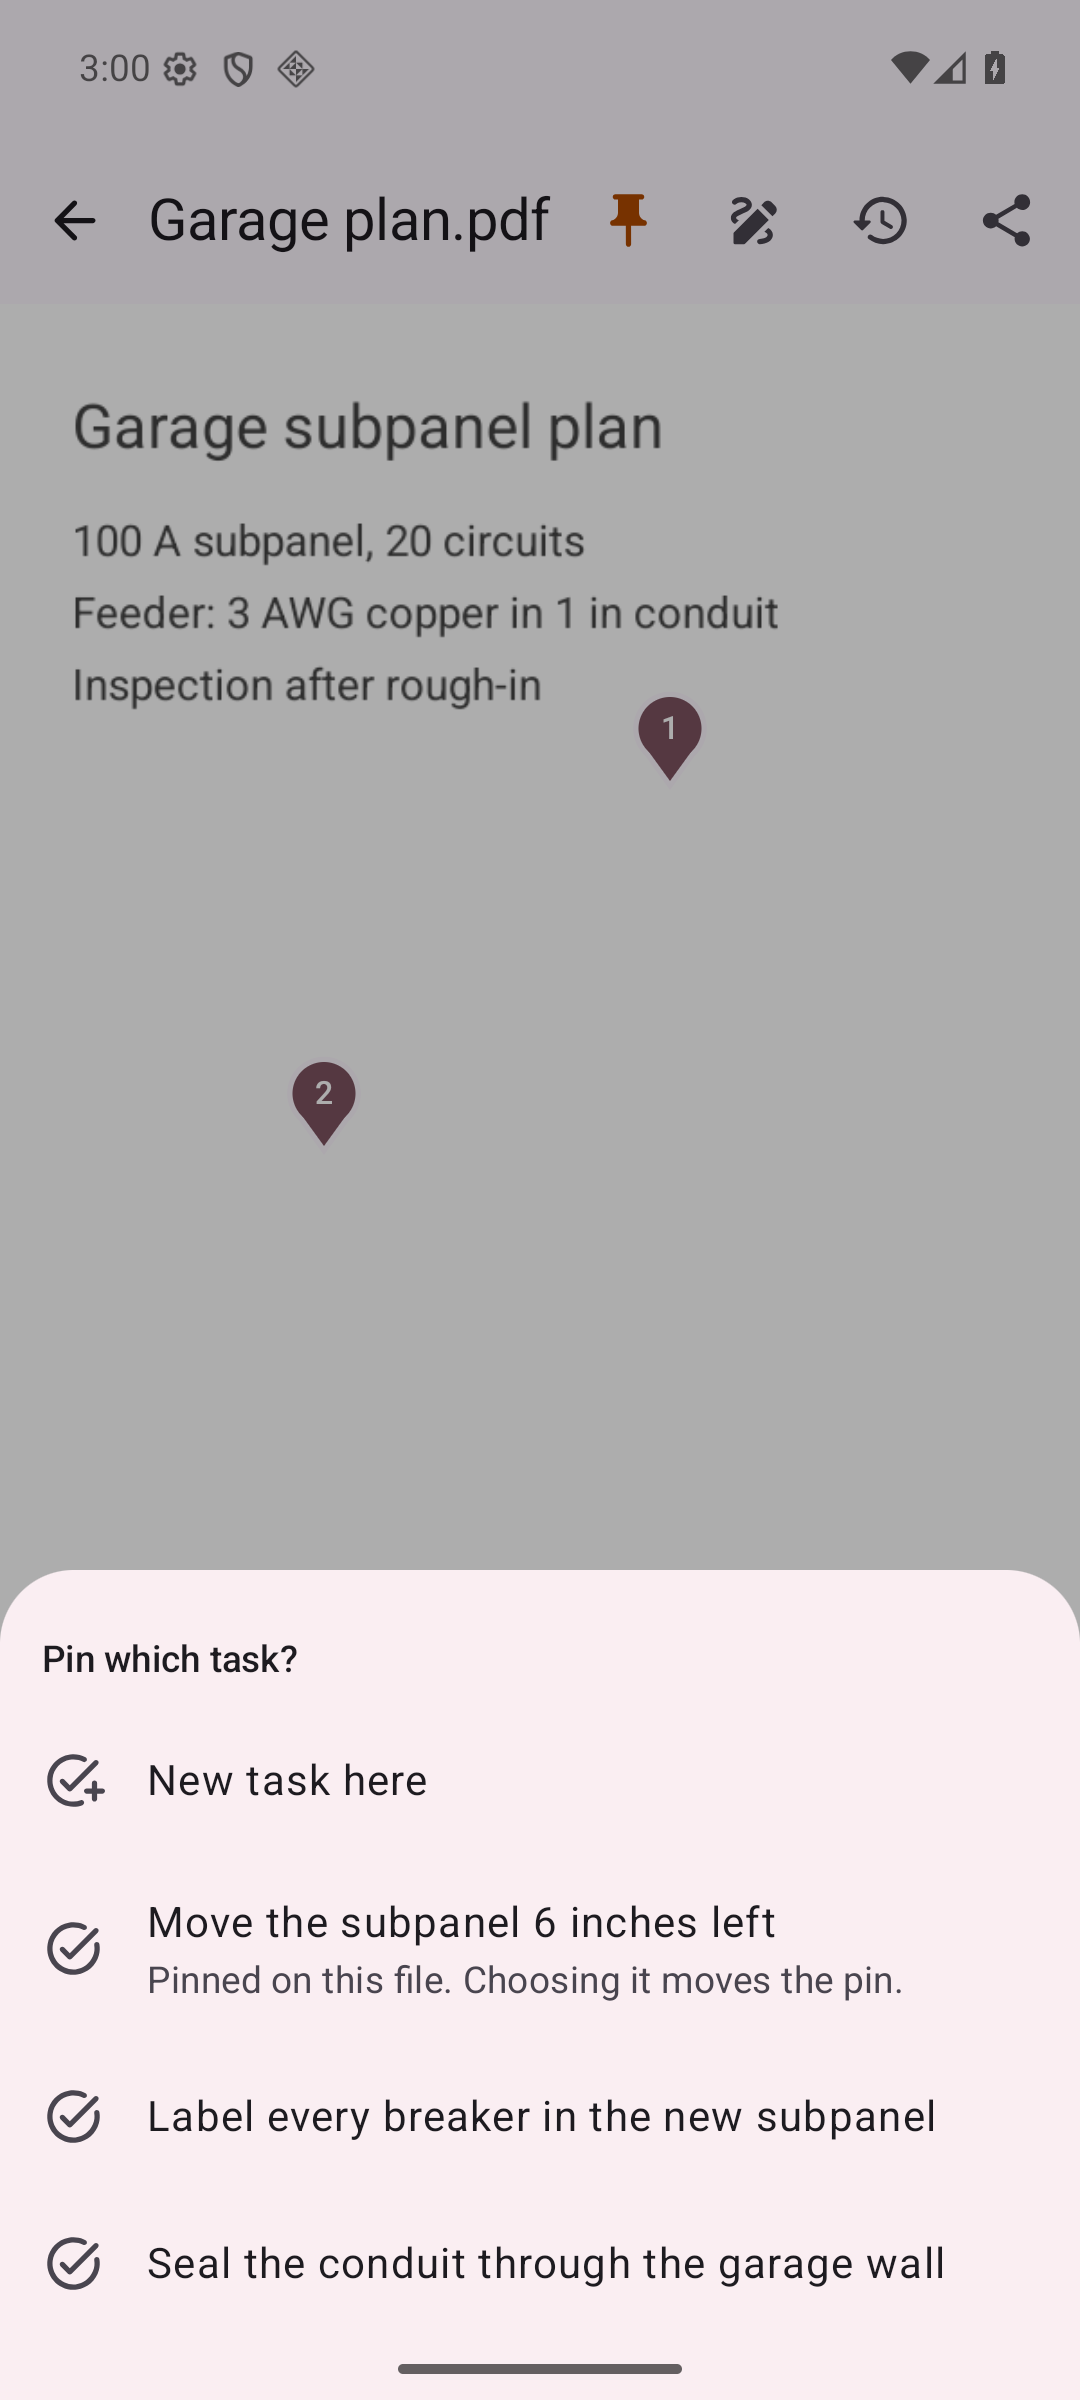 3:00
Garage plan.pdf
Garage subpanel plan
100 A subpanel, 20 circuits
Feeder: 3 AWG copper in 1 in conduit
Inspection after rough-in
1
2
Pin which task?
New task here
Move the subpanel 6 inches left
Pinned on this file. Choosing it moves the pin.
Label every breaker in the new subpanel
Seal the conduit through the garage wall